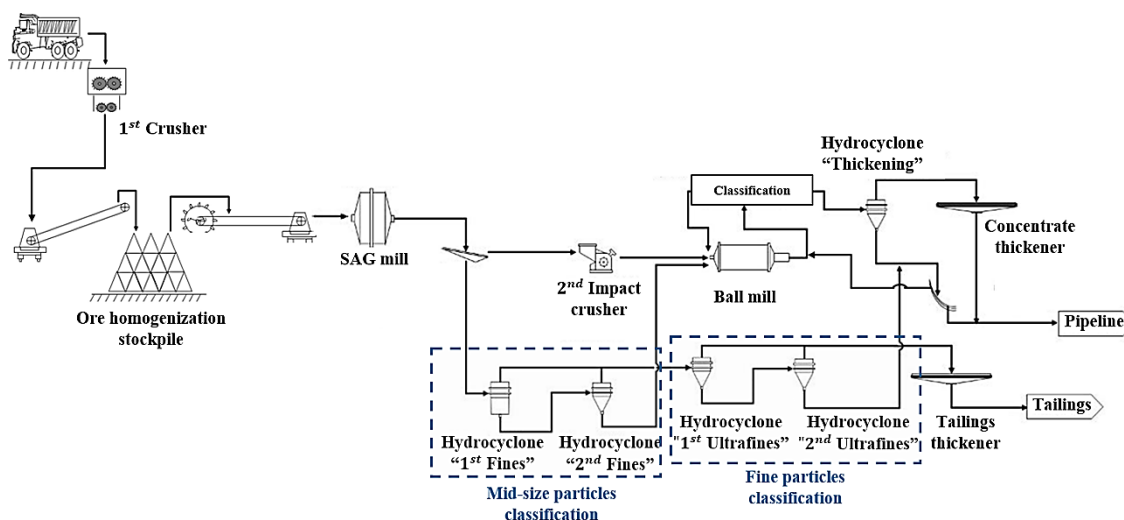 1st Crusher
Ore homogenization
stockpile
SAG mill
2nd Impact
crusher
Classification
Ball mill
Hydrocyclone
“Thickening”
Concentrate
thickener
Pipeline
Hydrocyclone
“1st Fines”
Hydrocyclone
“2nd Fines”
Mid-size particles
classification
Hydrocyclone
"1st Ultrafines”
Hydrocyclone
"2nd Ultrafines”
Fine particles
classification
Tailings
thickener
Tailings